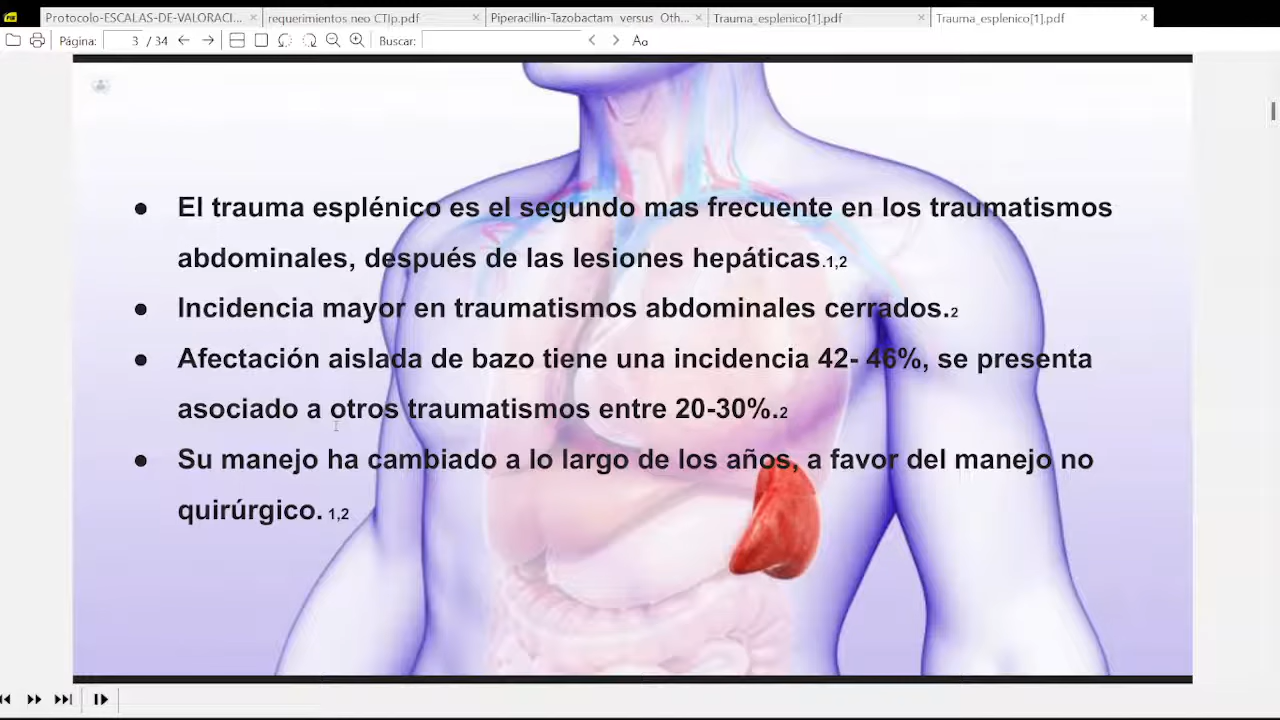 Protocolo-ESCALAS-DE-VALORACI... requerimientos neo CTIp.pdf Piperacillin-Tazobactam versus Oth... Trauma_esplenico[1].pdf Trauma_esplenico[1].pdf
Página: 3 / 34 Buscar: Aa
● El trauma esplénico es el segundo mas frecuente en los traumatismos
abdominales, después de las lesiones hepáticas.1,2
● Incidencia mayor en traumatismos abdominales cerrados.2
● Afectación aislada de bazo tiene una incidencia 42- 46%, se presenta
asociado a otros traumatismos entre 20-30%.2
● Su manejo ha cambiado a lo largo de los años, a favor del manejo no
quirúrgico. 1,2